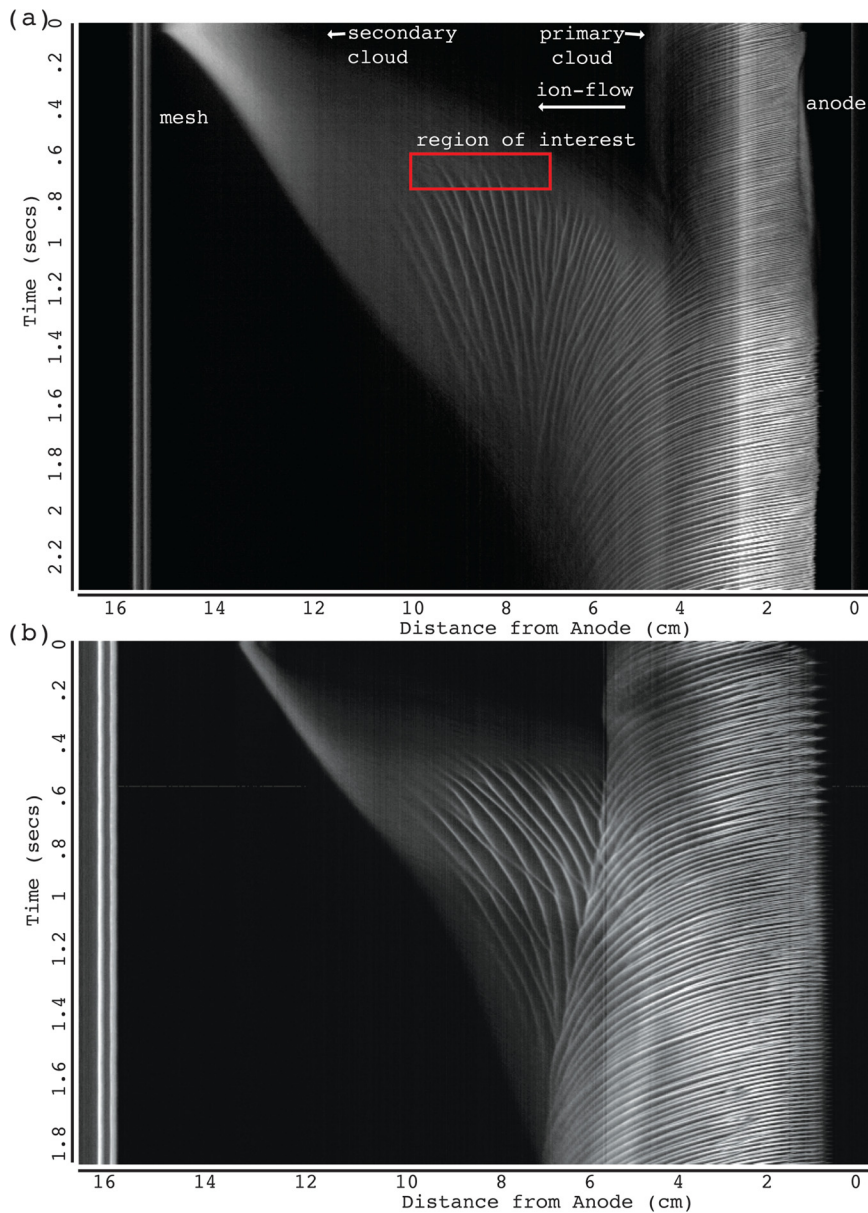 (a)
secondary cloud
primary cloud
ion-flow
mesh
anode
region of interest
Time (secs)
0
.2
.4
.6
.8
1
1.2
1.4
1.6
1.8
2
2.2
16 14 12 10 8 6 4 2 0
Distance from Anode (cm)
(b)
Time (secs)
0
.2
.4
.6
.8
1
1.2
1.4
1.6
1.8
16 14 12 10 8 6 4 2 0
Distance from Anode (cm)